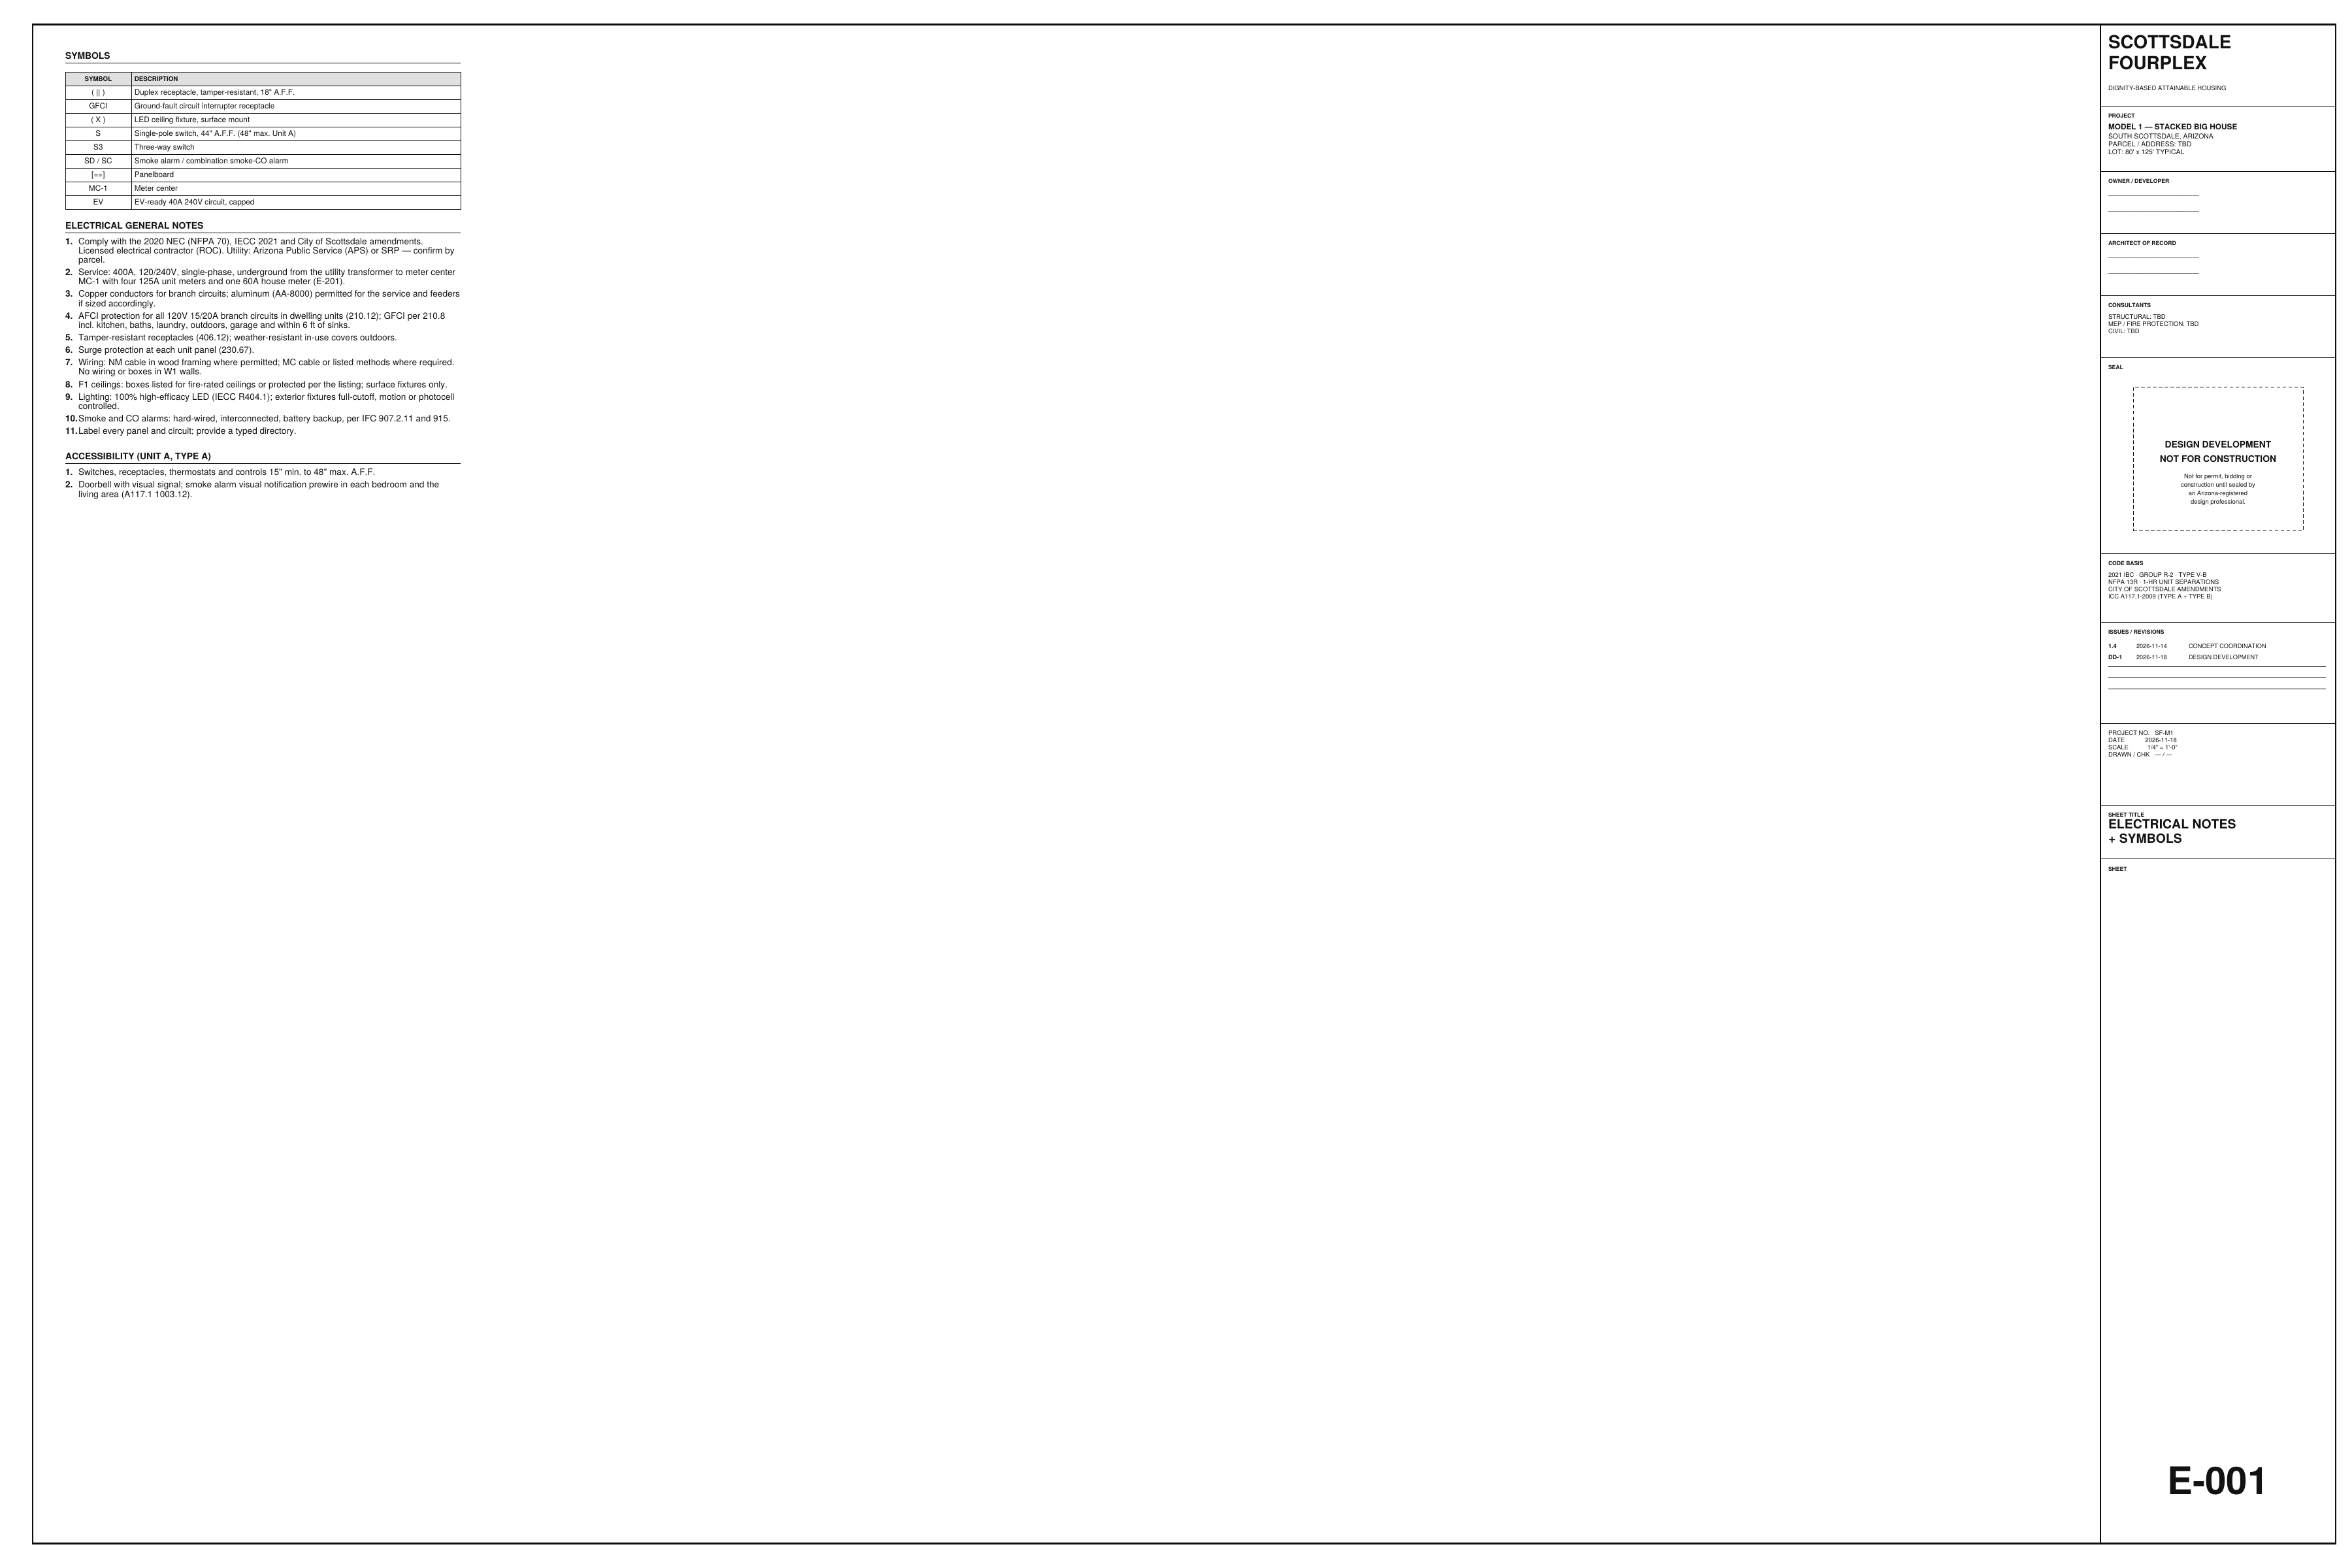 SYMBOLS
SYMBOL DESCRIPTION
( || ) Duplex receptacle, tamper-resistant, 18" A.F.F.
GFCI Ground-fault circuit interrupter receptacle
( X ) LED ceiling fixture, surface mount
S Single-pole switch, 44" A.F.F. (48" max. Unit A)
S3 Three-way switch
SD / SC Smoke alarm / combination smoke-CO alarm
[==] Panelboard
MC-1 Meter center
EV EV-ready 40A 240V circuit, capped
ELECTRICAL GENERAL NOTES
1. Comply with the 2020 NEC (NFPA 70), IECC 2021 and City of Scottsdale amendments.
Licensed electrical contractor (ROC). Utility: Arizona Public Service (APS) or SRP — confirm by
parcel.
2. Service: 400A, 120/240V, single-phase, underground from the utility transformer to meter center
MC-1 with four 125A unit meters and one 60A house meter (E-201).
3. Copper conductors for branch circuits; aluminum (AA-8000) permitted for the service and feeders
if sized accordingly.
4. AFCI protection for all 120V 15/20A branch circuits in dwelling units (210.12); GFCI per 210.8
incl. kitchen, baths, laundry, outdoors, garage and within 6 ft of sinks.
5. Tamper-resistant receptacles (406.12); weather-resistant in-use covers outdoors.
6. Surge protection at each unit panel (230.67).
7. Wiring: NM cable in wood framing where permitted; MC cable or listed methods where required.
No wiring or boxes in W1 walls.
8. F1 ceilings: boxes listed for fire-rated ceilings or protected per the listing; surface fixtures only.
9. Lighting: 100% high-efficacy LED (IECC R404.1); exterior fixtures full-cutoff, motion or photocell
controlled.
10. Smoke and CO alarms: hard-wired, interconnected, battery backup, per IFC 907.2.11 and 915.
11. Label every panel and circuit; provide a typed directory.
ACCESSIBILITY (UNIT A, TYPE A)
1. Switches, receptacles, thermostats and controls 15" min. to 48" max. A.F.F.
2. Doorbell with visual signal; smoke alarm visual notification prewire in each bedroom and the
living area (A117.1 1003.12).
SCOTTSDALE
FOURPLEX
DIGNITY-BASED ATTAINABLE HOUSING
PROJECT
MODEL 1 — STACKED BIG HOUSE
SOUTH SCOTTSDALE, ARIZONA
PARCEL / ADDRESS: TBD
LOT: 80' x 125' TYPICAL
OWNER / DEVELOPER
ARCHITECT OF RECORD
CONSULTANTS
STRUCTURAL: TBD
MEP / FIRE PROTECTION: TBD
CIVIL: TBD
SEAL
DESIGN DEVELOPMENT
NOT FOR CONSTRUCTION
Not for permit, bidding or
construction until sealed by
an Arizona-registered
design professional.
CODE BASIS
2021 IBC · GROUP R-2 · TYPE V-B
NFPA 13R · 1-HR UNIT SEPARATIONS
CITY OF SCOTTSDALE AMENDMENTS
ICC A117.1-2009 (TYPE A + TYPE B)
ISSUES / REVISIONS
1.4 2026-11-14 CONCEPT COORDINATION
DD-1 2026-11-18 DESIGN DEVELOPMENT
PROJECT NO. SF-M1
DATE 2026-11-18
SCALE 1/4" = 1'-0"
DRAWN / CHK — / —
SHEET TITLE
ELECTRICAL NOTES
+ SYMBOLS
SHEET
E-001